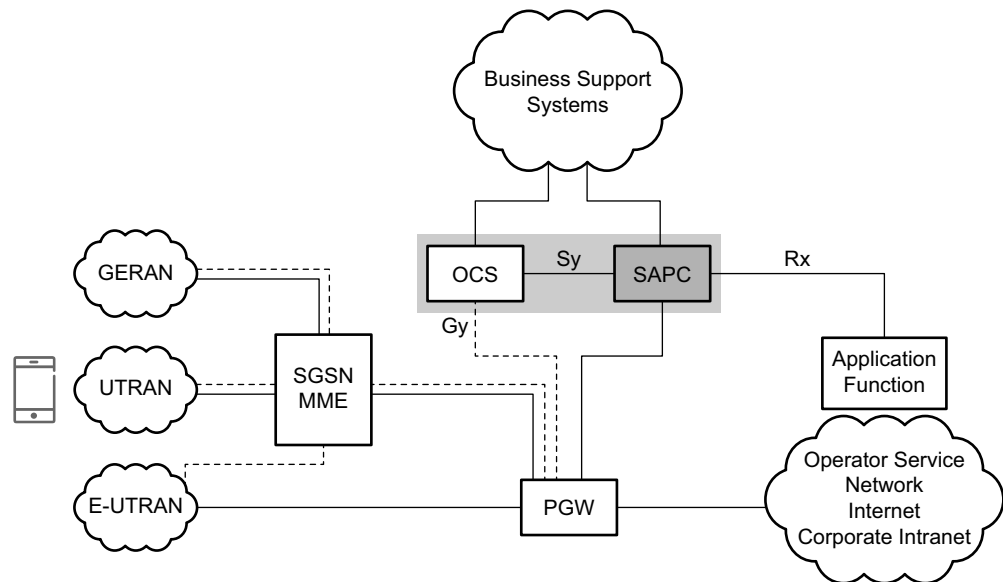 Business Support
Systems
GERAN
OCS
Sy
SAPC
Rx
Gy
UTRAN
SGSN
MME
Application
Function
E-UTRAN
PGW
Operator Service
Network
Internet
Corporate Intranet